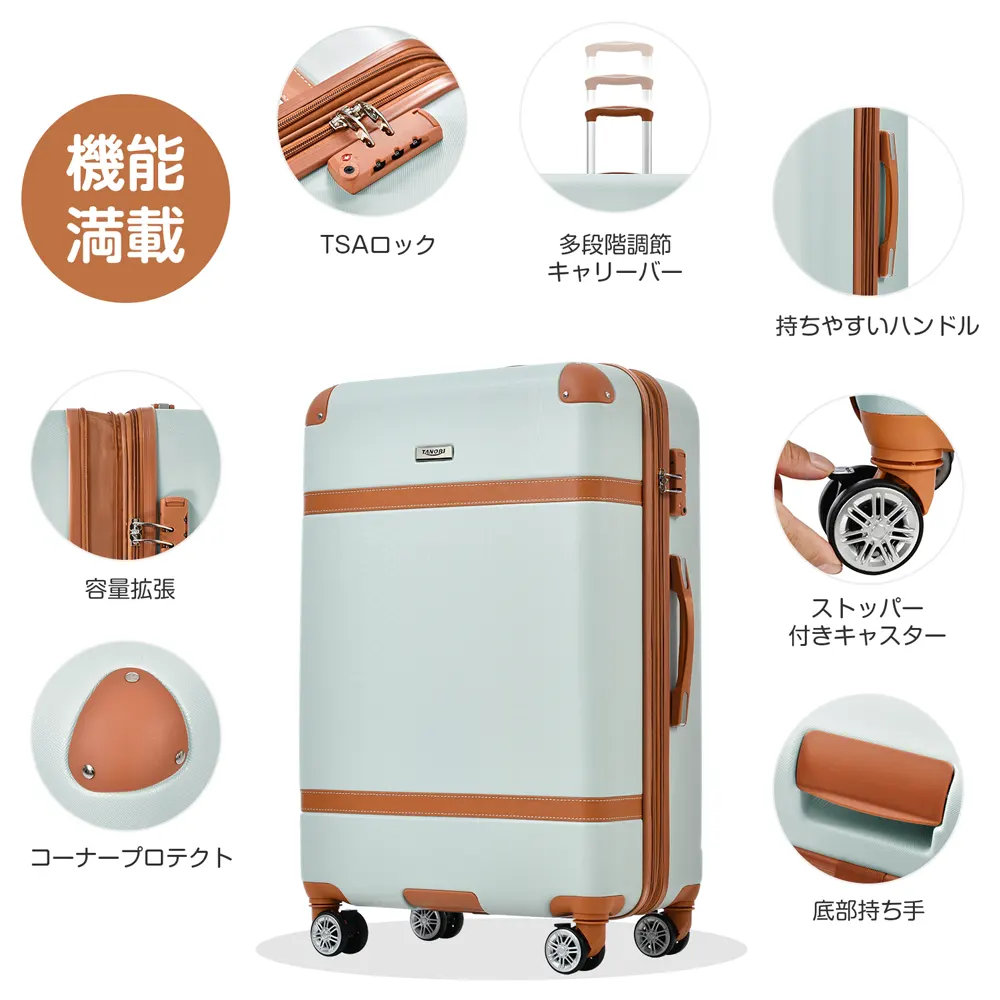 機能
満載
TSAロック
多段階調節
キャリーバー
持ちやすいハンドル
容量拡張
TANOBI
ストッパー
付きキャスター
コーナープロテクト
底部持ち手